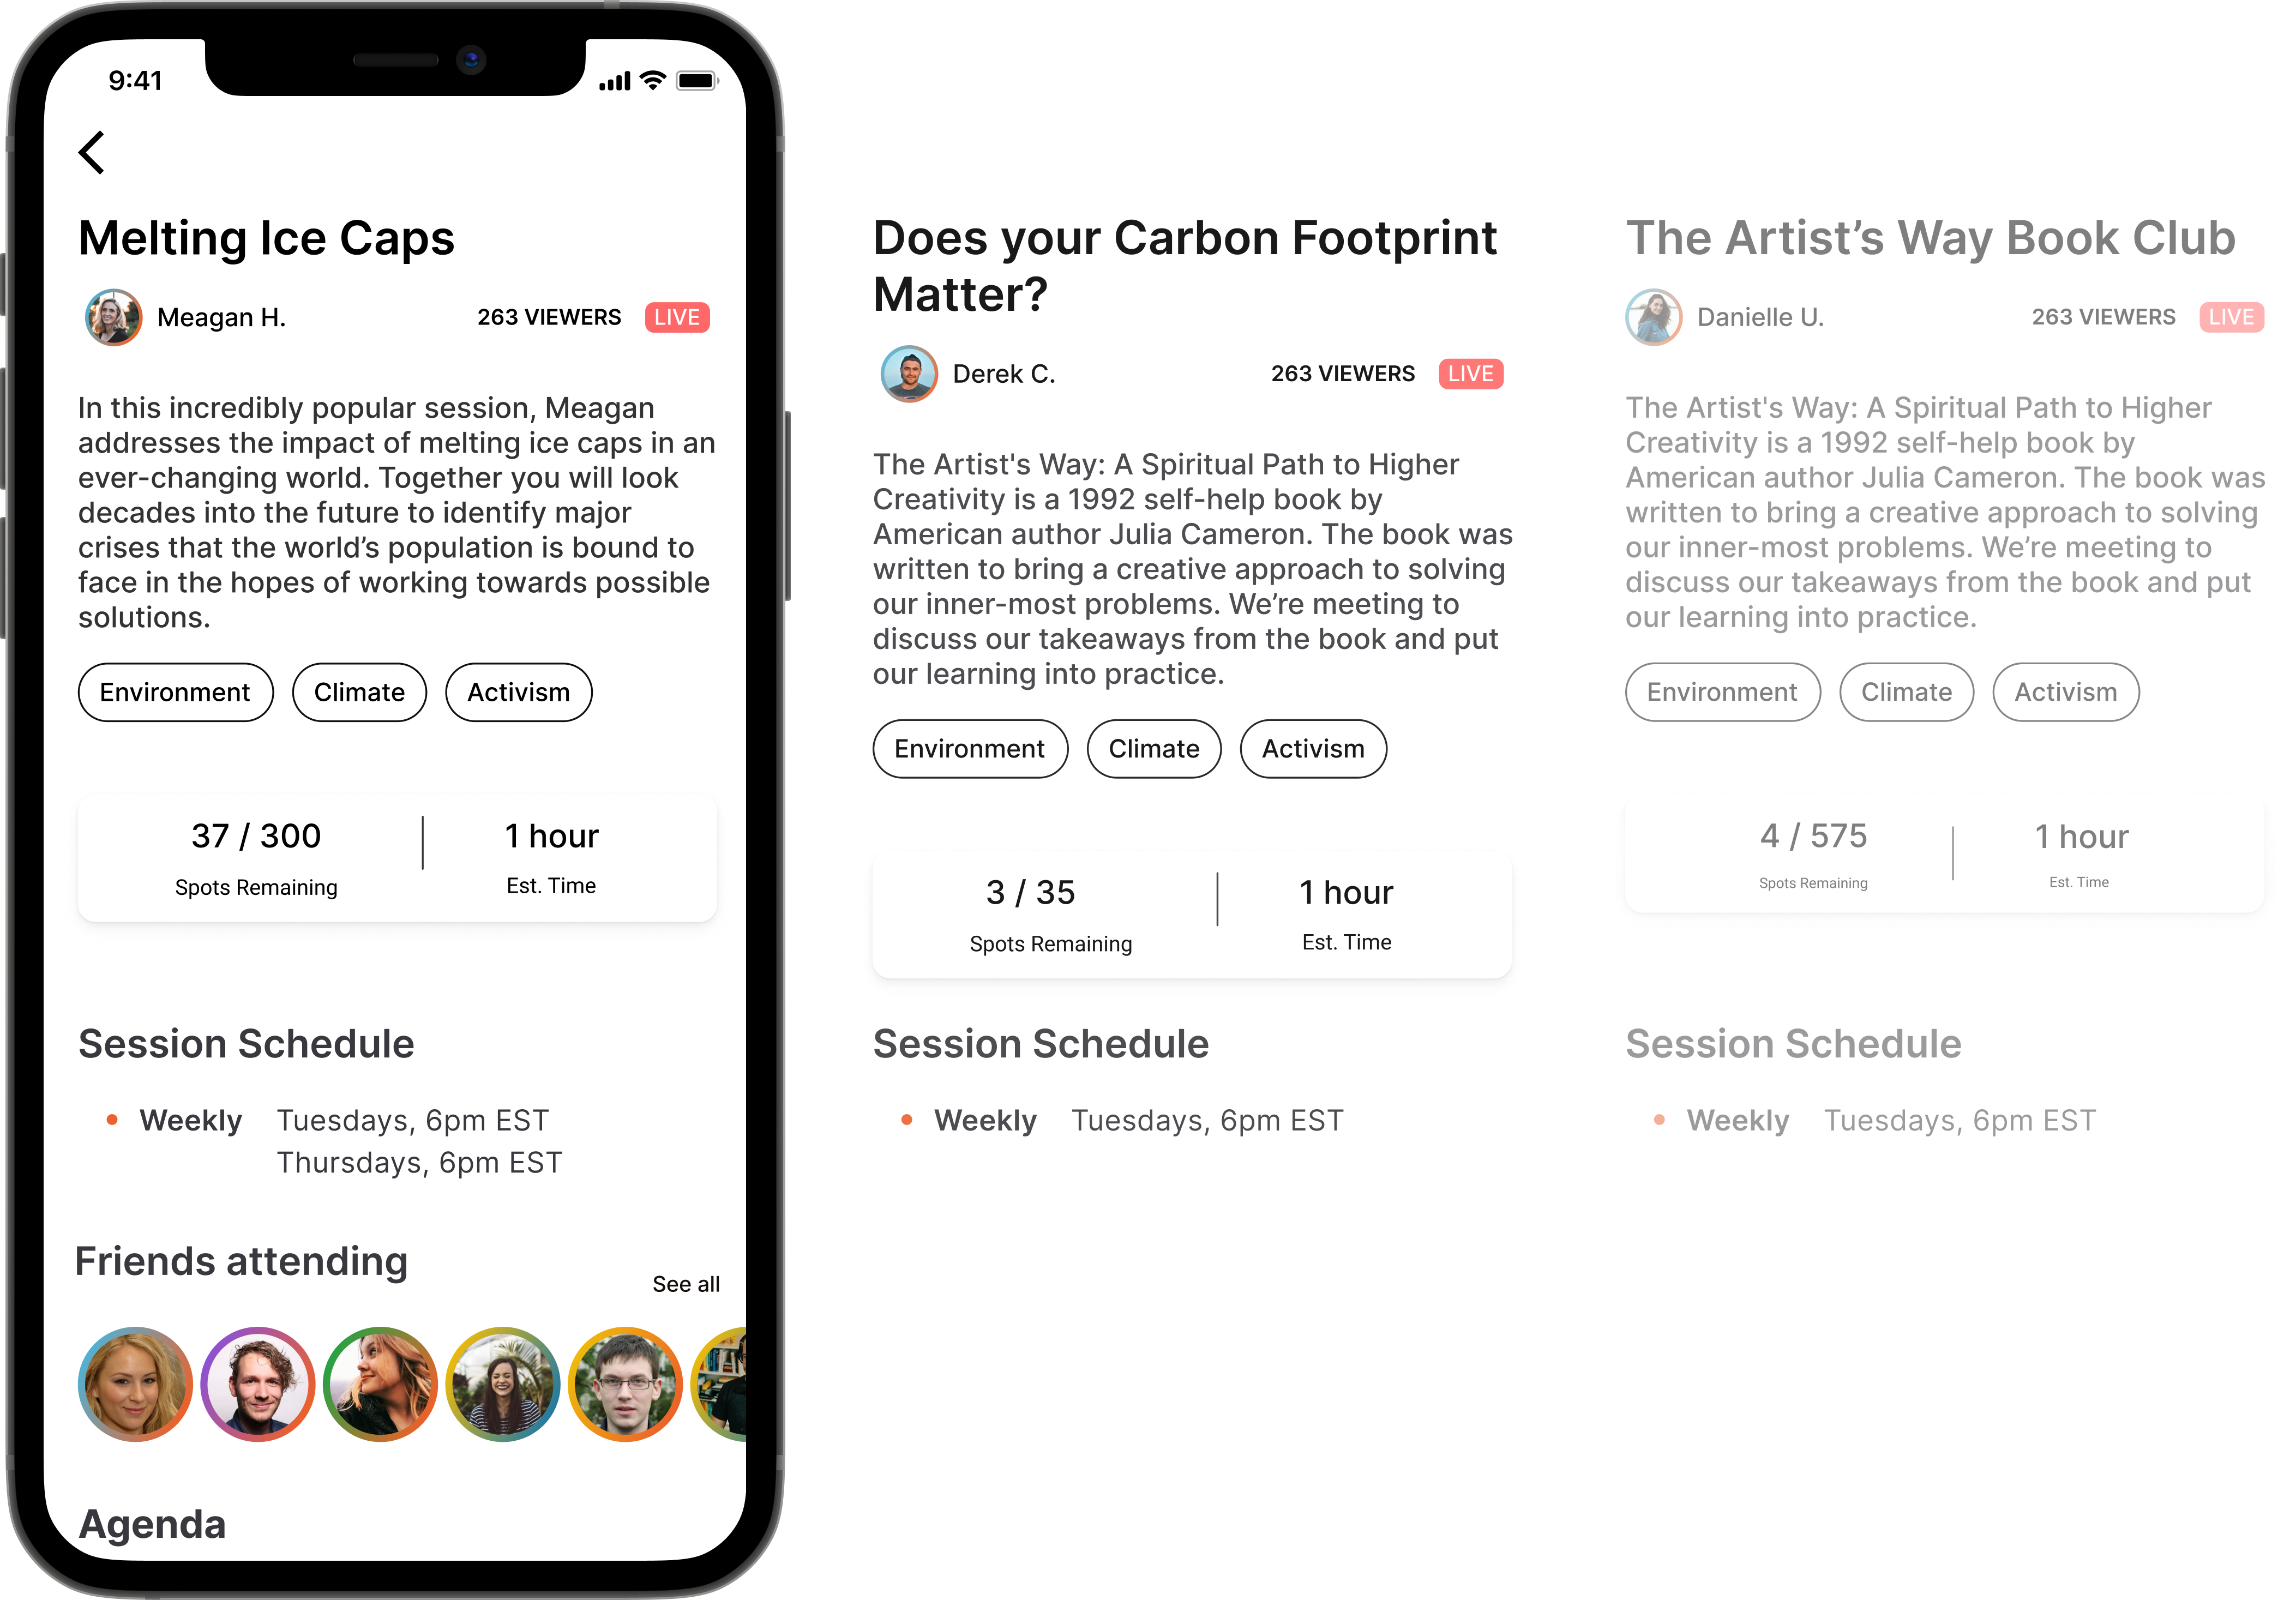 9:41
Melting Ice Caps
Meagan H.
263 VIEWERS
LIVE
In this incredibly popular session, Meagan
addresses the impact of melting ice caps in an
ever-changing world. Together you will look
decades into the future to identify major
crises that the world’s population is bound to
face in the hopes of working towards possible
solutions.
Environment
Climate
Activism
37 / 300
Spots Remaining
1 hour
Est. Time
Session Schedule
Weekly
Tuesdays, 6pm EST
Thursdays, 6pm EST
Friends attending
See all
Agenda
Does your Carbon Footprint
Matter?
Derek C.
263 VIEWERS
LIVE
The Artist's Way: A Spiritual Path to Higher
Creativity is a 1992 self-help book by
American author Julia Cameron. The book was
written to bring a creative approach to solving
our inner-most problems. We’re meeting to
discuss our takeaways from the book and put
our learning into practice.
Environment
Climate
Activism
3 / 35
Spots Remaining
1 hour
Est. Time
Session Schedule
Weekly
Tuesdays, 6pm EST
The Artist’s Way Book Club
Danielle U.
263 VIEWERS
LIVE
The Artist's Way: A Spiritual Path to Higher
Creativity is a 1992 self-help book by
American author Julia Cameron. The book was
written to bring a creative approach to solving
our inner-most problems. We’re meeting to
discuss our takeaways from the book and put
our learning into practice.
Environment
Climate
Activism
4 / 575
Spots Remaining
1 hour
Est. Time
Session Schedule
Weekly
Tuesdays, 6pm EST